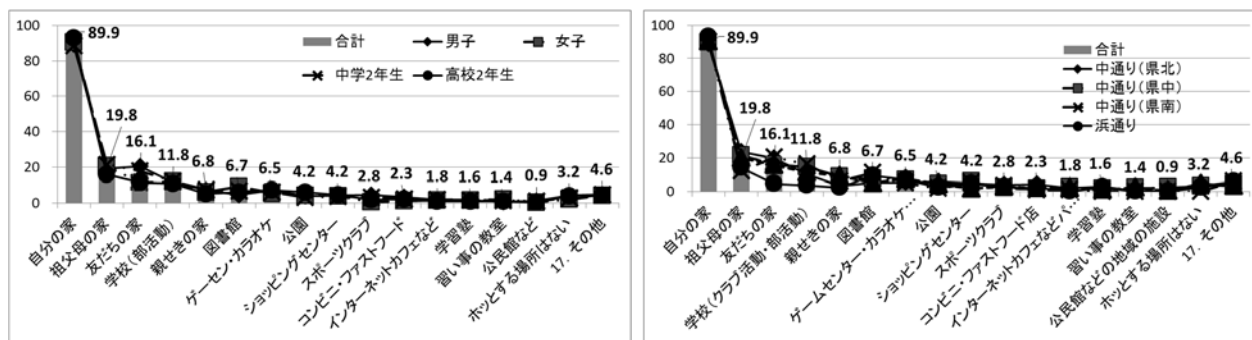 100
80
60
40
20
0
89.9
19.8
16.1
11.8
6.8
6.7
6.5
4.2
4.2
2.8
2.3
1.8
1.6
1.4
0.9
3.2
4.6
合計
男子
女子
中学2年生
高校2年生
自分の家
祖父母の家
友だちの家
学校(部活動)
親せきの家
図書館
ゲーセン・カラオケ
公園
ショッピングセンター
スポーツクラブ
コンビニ・ファストフード
インターネットカフェなど
学習塾
習い事の教室
公民館など
ホッとする場所はない
17. その他
100
80
60
40
20
0
89.9
19.8
16.1
11.8
6.8
6.7
6.5
4.2
4.2
2.8
2.3
1.8
1.6
1.4
0.9
3.2
4.6
合計
中通り(県北)
中通り(県中)
中通り(県南)
浜通り
自分の家
祖父母の家
友だちの家
学校(クラブ活動・部活動)
親せきの家
図書館
ゲームセンター・カラオケ…
公園
ショッピングセンター
スポーツクラブ
コンビニ・ファストフード店
インターネットカフェなどパ…
学習塾
習い事の教室
公民館などの地域の施設
ホッとする場所はない
17. その他